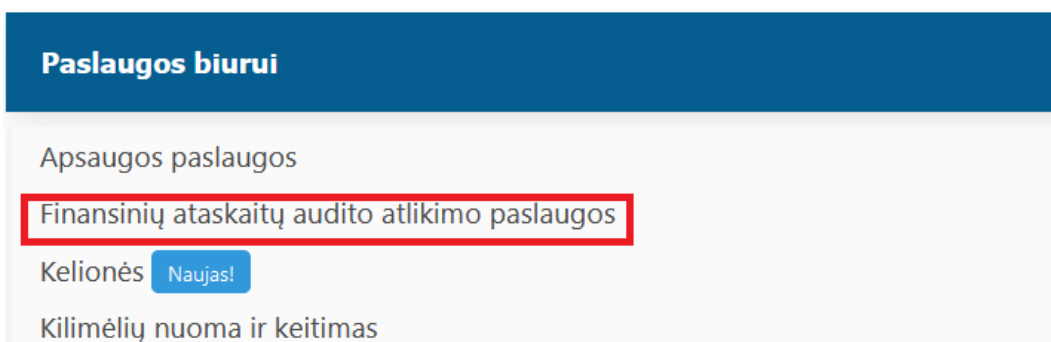 Paslaugos biurui
Apsaugos paslaugos
Finansinių ataskaitų audito atlikimo paslaugos
Kelionės Naujas!
Kilimėlių nuoma ir keitimas